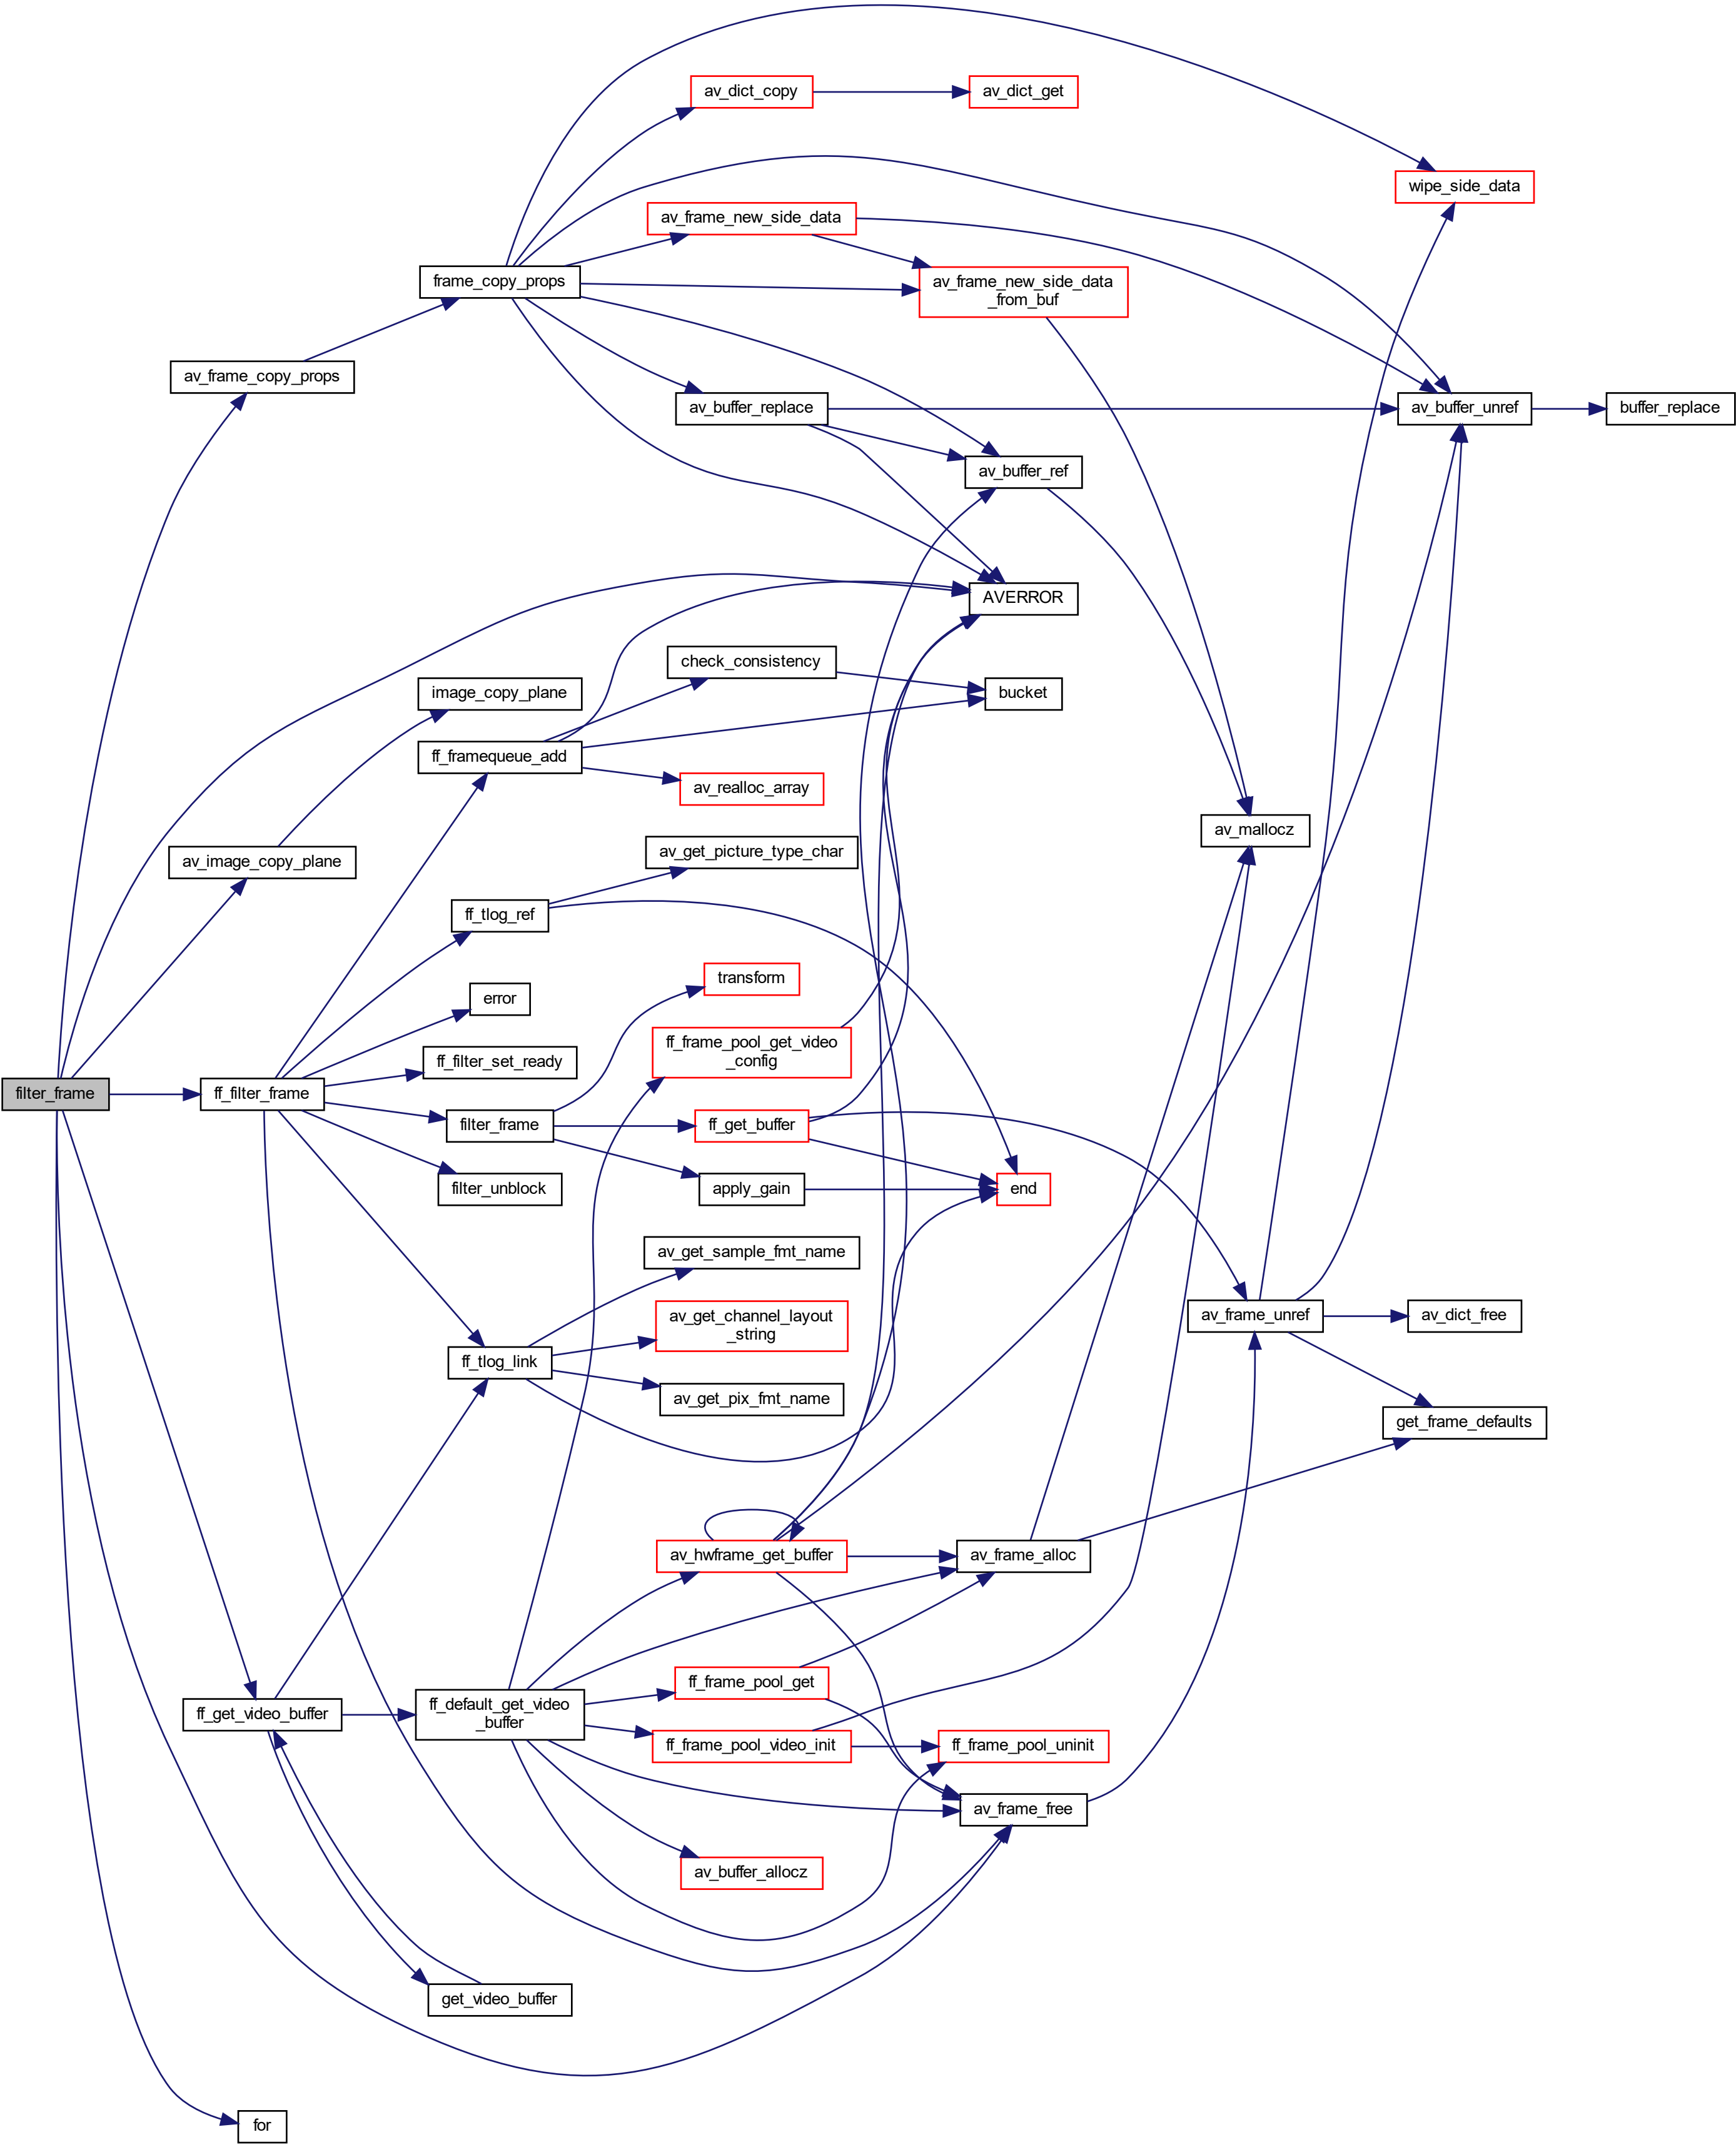 av_dict_copy
av_dict_get
wipe_side_data
av_frame_new_side_data
frame_copy_props
av_frame_new_side_data
_from_buf
av_frame_copy_props
av_buffer_replace
av_buffer_unref
buffer_replace
av_buffer_ref
AVERROR
check_consistency
image_copy_plane
bucket
ff_framequeue_add
av_realloc_array
av_mallocz
av_get_picture_type_char
av_image_copy_plane
ff_tlog_ref
transform
error
ff_frame_pool_get_video
_config
ff_filter_set_ready
filter_frame
ff_filter_frame
filter_frame
ff_get_buffer
filter_unblock
apply_gain
end
av_get_sample_fmt_name
av_get_channel_layout
_string
av_frame_unref
av_dict_free
ff_tlog_link
av_get_pix_fmt_name
get_frame_defaults
av_hwframe_get_buffer
av_frame_alloc
ff_frame_pool_get
ff_get_video_buffer
ff_default_get_video
_buffer
ff_frame_pool_video_init
ff_frame_pool_uninit
av_frame_free
av_buffer_allocz
get_video_buffer
for